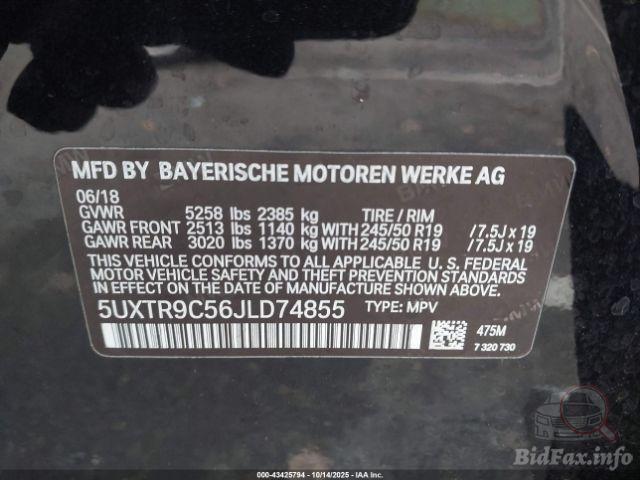 MFD BY BAYERISCHE MOTOREN WERKE AG
06/18
GVWR 5258 lbs 2385 kg TIRE / RIM
GAWR FRONT 2513 lbs 1140 kg WITH 245/50 R19 / 7.5J x 19
GAWR REAR 3020 lbs 1370 kg WITH 245/50 R19 / 7.5J x 19
THIS VEHICLE CONFORMS TO ALL APPLICABLE U. S. FEDERAL
MOTOR VEHICLE SAFETY, BUMPER, AND THEFT PREVENTION STANDARDS
IN EFFECT ON THE DATE OF MANUFACTURE SHOWN ABOVE.
5UXTR9C56JLD74855 TYPE: MPV
475M
7 320 730
BidFax.info
000-43425794 - 10/14/2025 - IAA Inc.